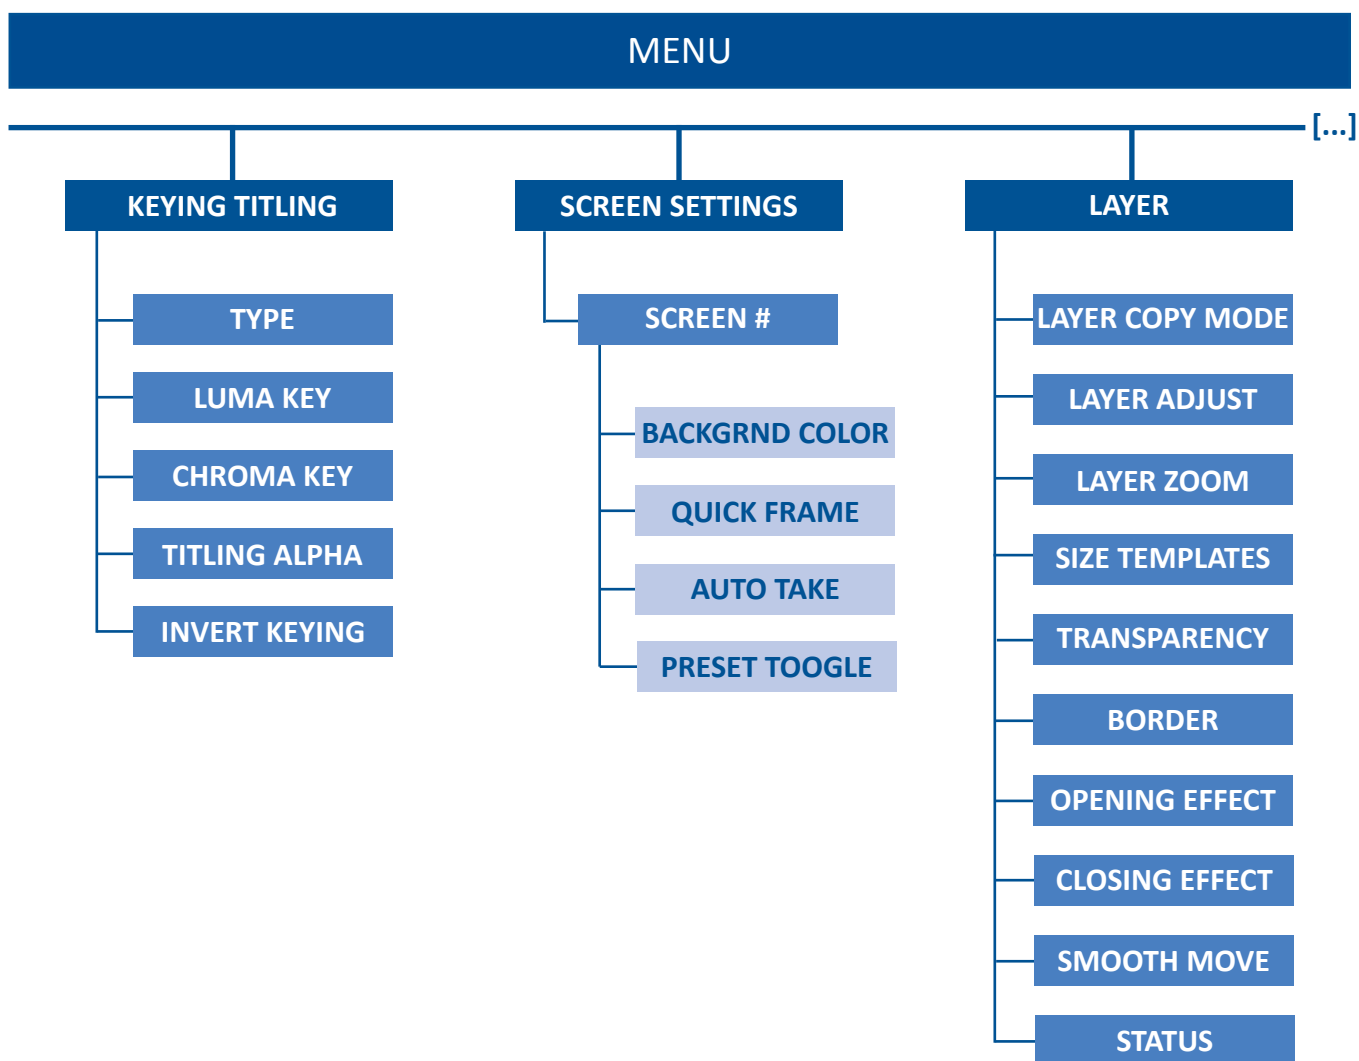 MENU
[...]
KEYING TITLING
TYPE
LUMA KEY
CHROMA KEY
TITLING ALPHA
INVERT KEYING
SCREEN SETTINGS
SCREEN #
BACKGRND COLOR
QUICK FRAME
AUTO TAKE
PRESET TOOGLE
LAYER
LAYER COPY MODE
LAYER ADJUST
LAYER ZOOM
SIZE TEMPLATES
TRANSPARENCY
BORDER
OPENING EFFECT
CLOSING EFFECT
SMOOTH MOVE
STATUS